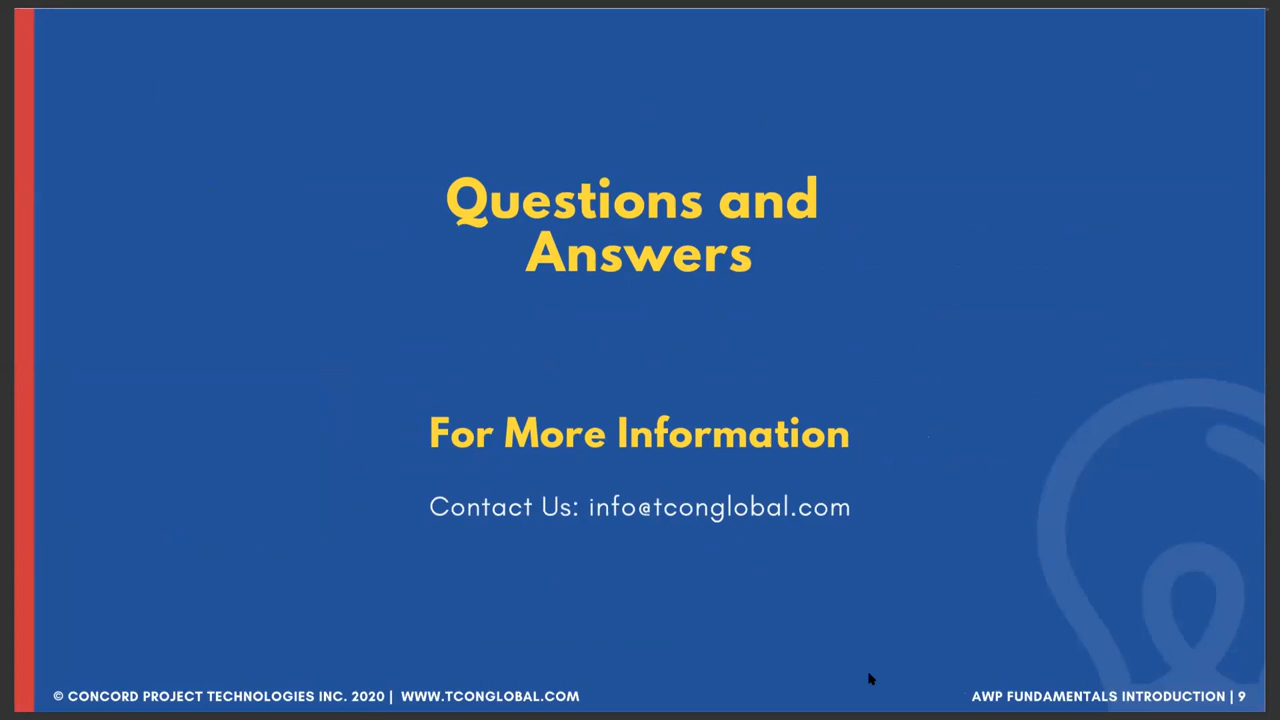 Questions and
Answers
For More Information
Contact Us: info@tconglobal.com
© CONCORD PROJECT TECHNOLOGIES INC. 2020 | WWW.TCONGLOBAL.COM
AWP FUNDAMENTALS INTRODUCTION | 9